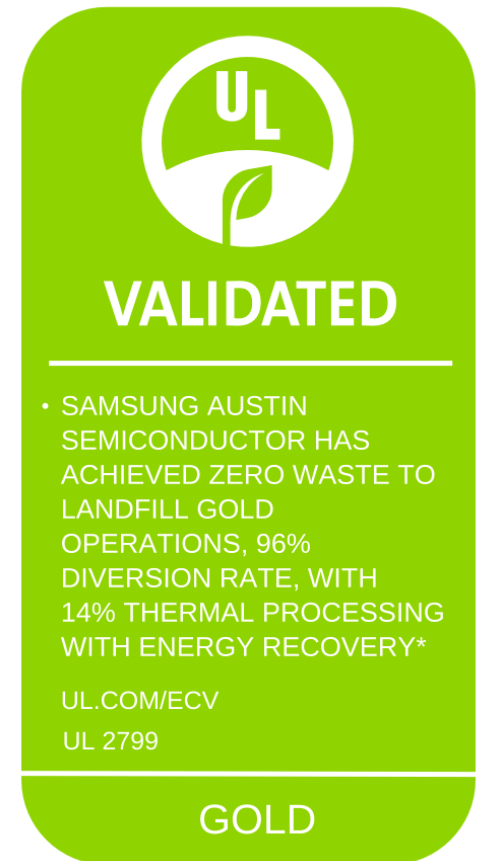 UL
VALIDATED
• SAMSUNG AUSTIN
SEMICONDUCTOR HAS
ACHIEVED ZERO WASTE TO
LANDFILL GOLD
OPERATIONS, 96%
DIVERSION RATE, WITH
14% THERMAL PROCESSING
WITH ENERGY RECOVERY*
UL.COM/ECV
UL 2799
GOLD